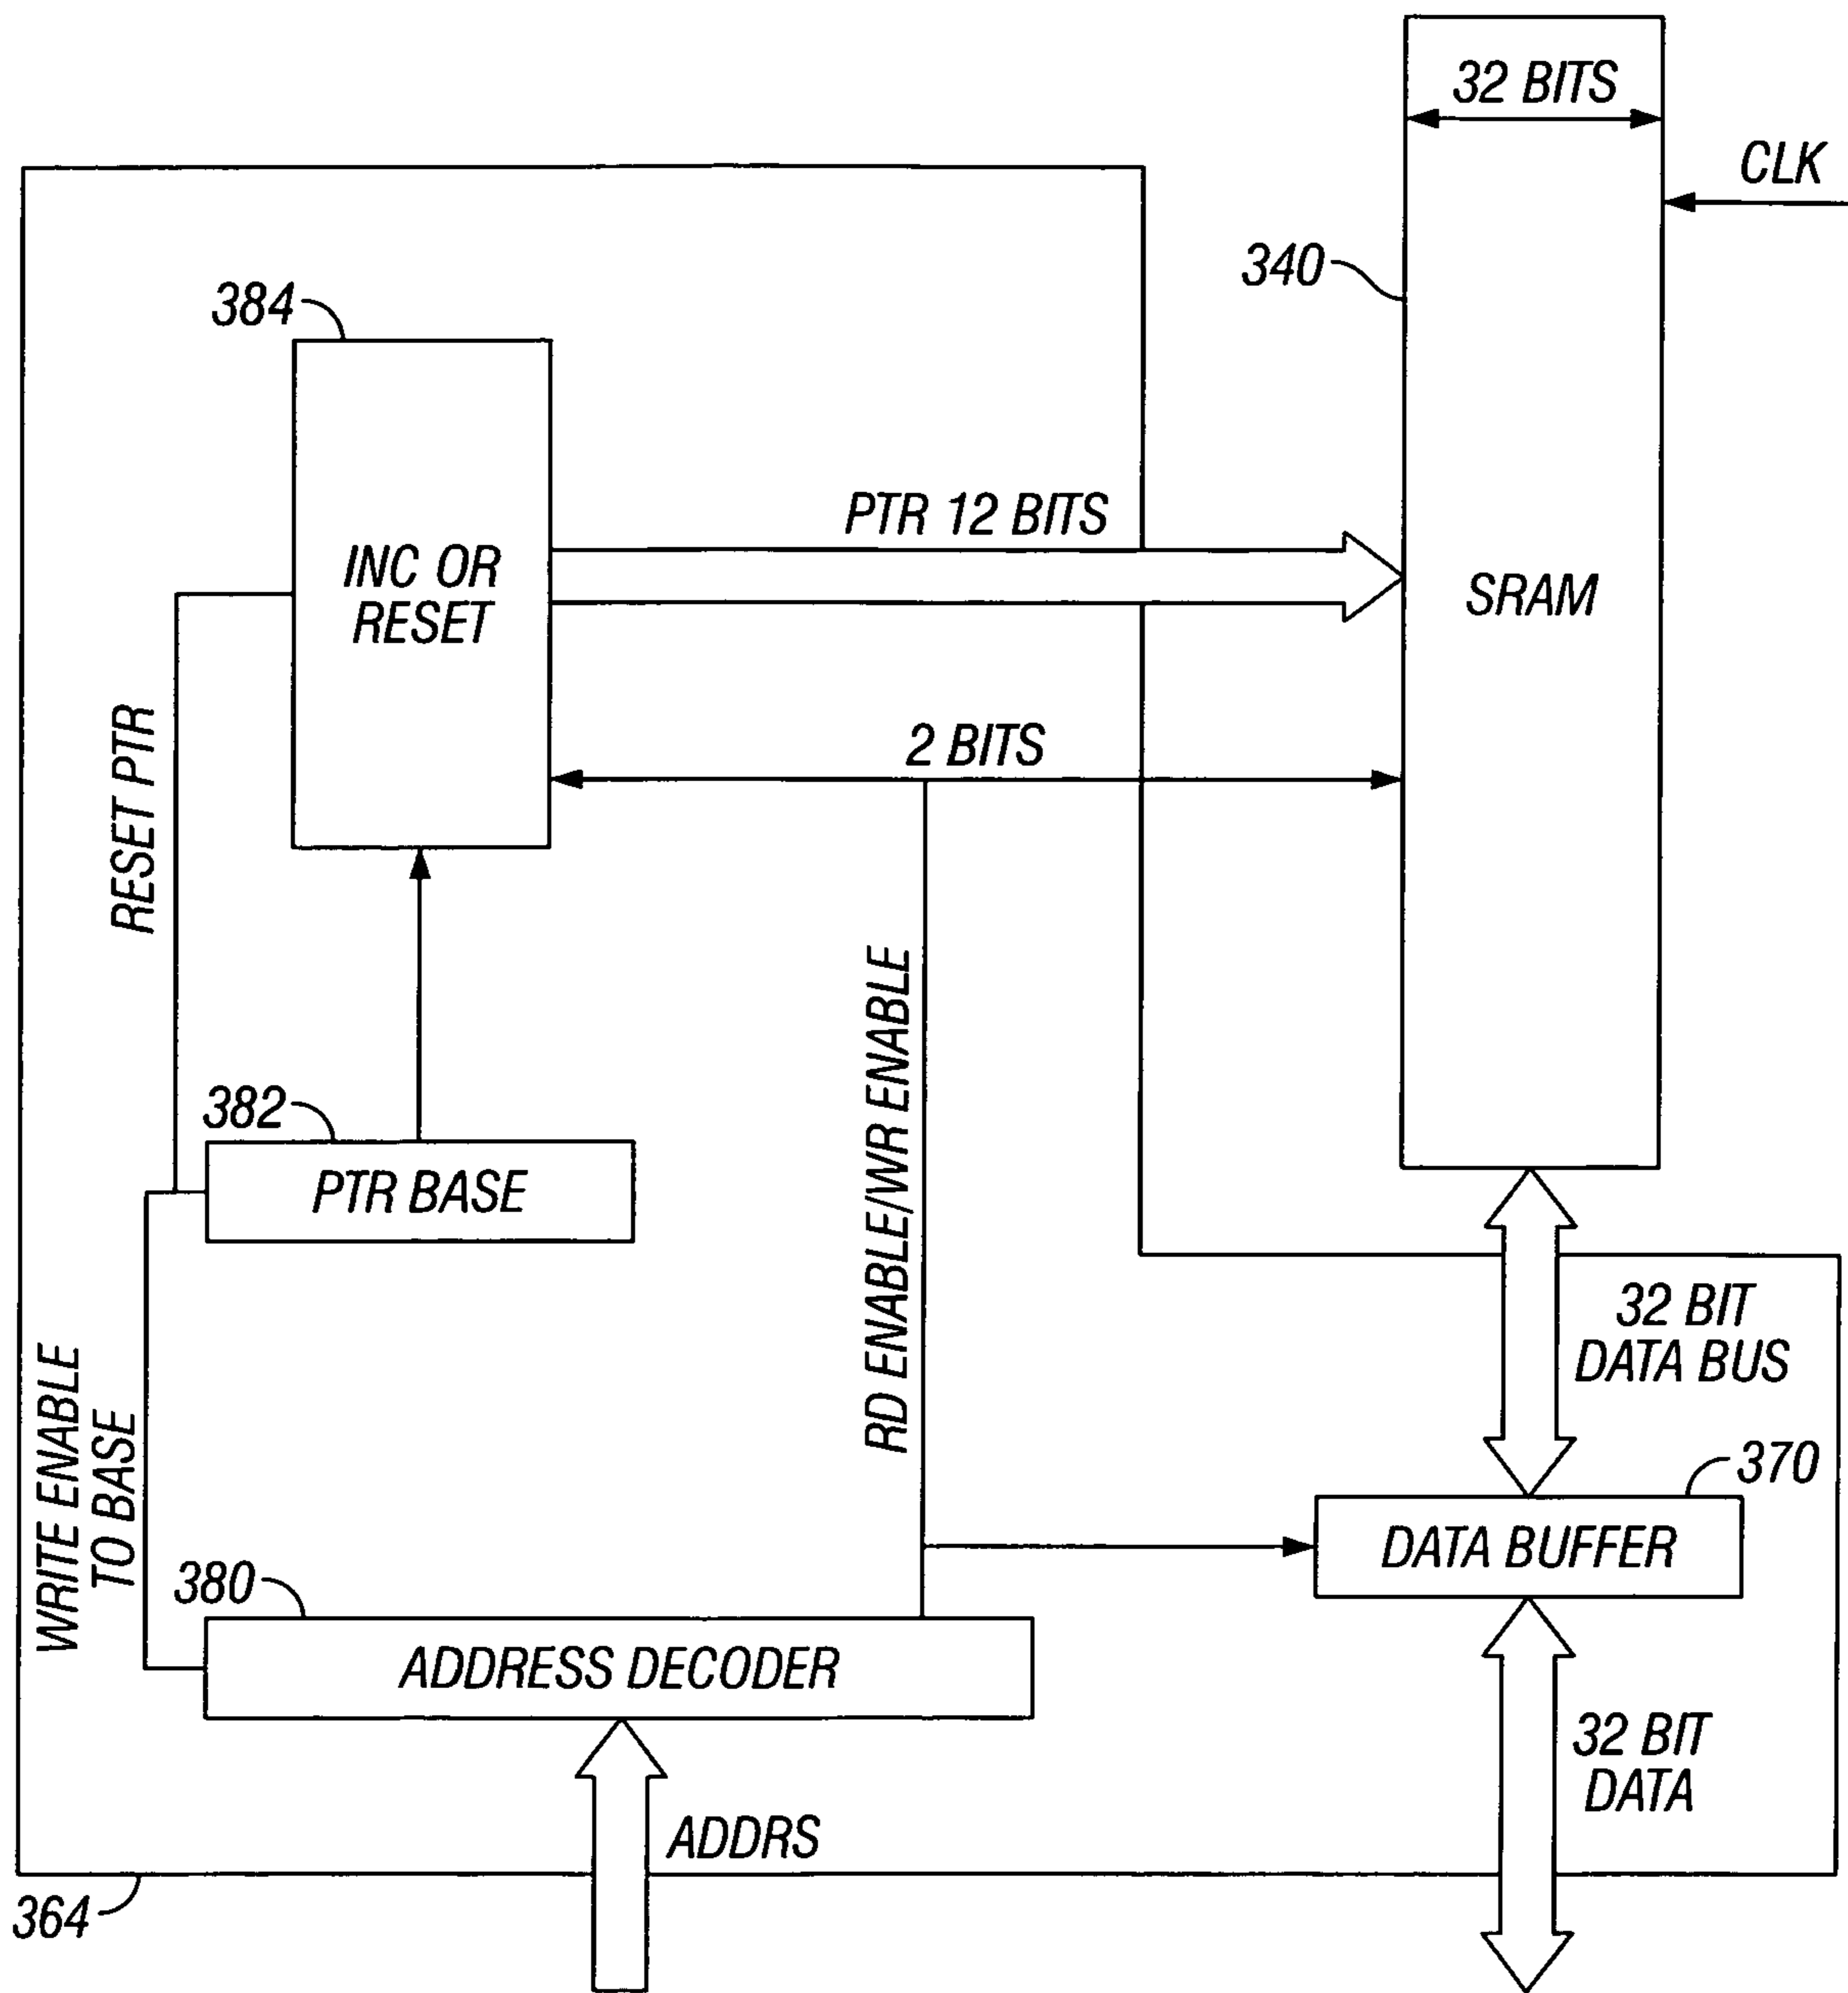 32 BITS
CLK
340
384
PTR 12 BITS
INC OR
RESET
SRAM
2 BITS
RESET PTR
RD ENABLE/WR ENABLE
382
PTR BASE
32 BIT
DATA BUS
WRITE ENABLE
TO BASE
370
DATA BUFFER
380
ADDRESS DECODER
32 BIT
DATA
ADDRS
364